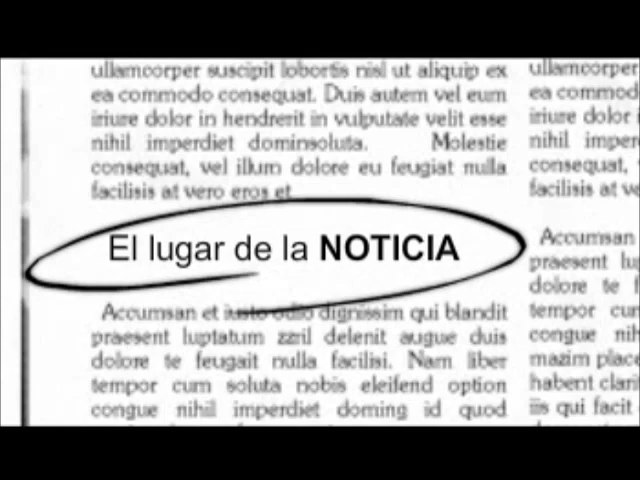 ullamcorper suscipit lobortis nisl ut aliquip ex
ea commodo consequat. Duis autem vel eum
iriure dolor in hendrerit in vulputate velit esse
nihil imperdiet dominsoluta. Molestie
consequat, vel illum dolore eu feugiat nulla
facilisis at vero eros et
El lugar de la NOTICIA
Accumsan et iusto odio dignissim qui blandit
praesent luptatum zzril delenit augue duis
dolore te feugait nulla facilisi. Nam liber
tempor cum soluta nobis eleifend option
congue nihil imperdiet doming id quod
ullamcorper
ea commod
iriure dolor i
nihil imper
consequat,
facilisis at v
Accumsan
praesent lu
dolore te f
tempor cu
congue nih
mazim place
habent clari
iis qui facit